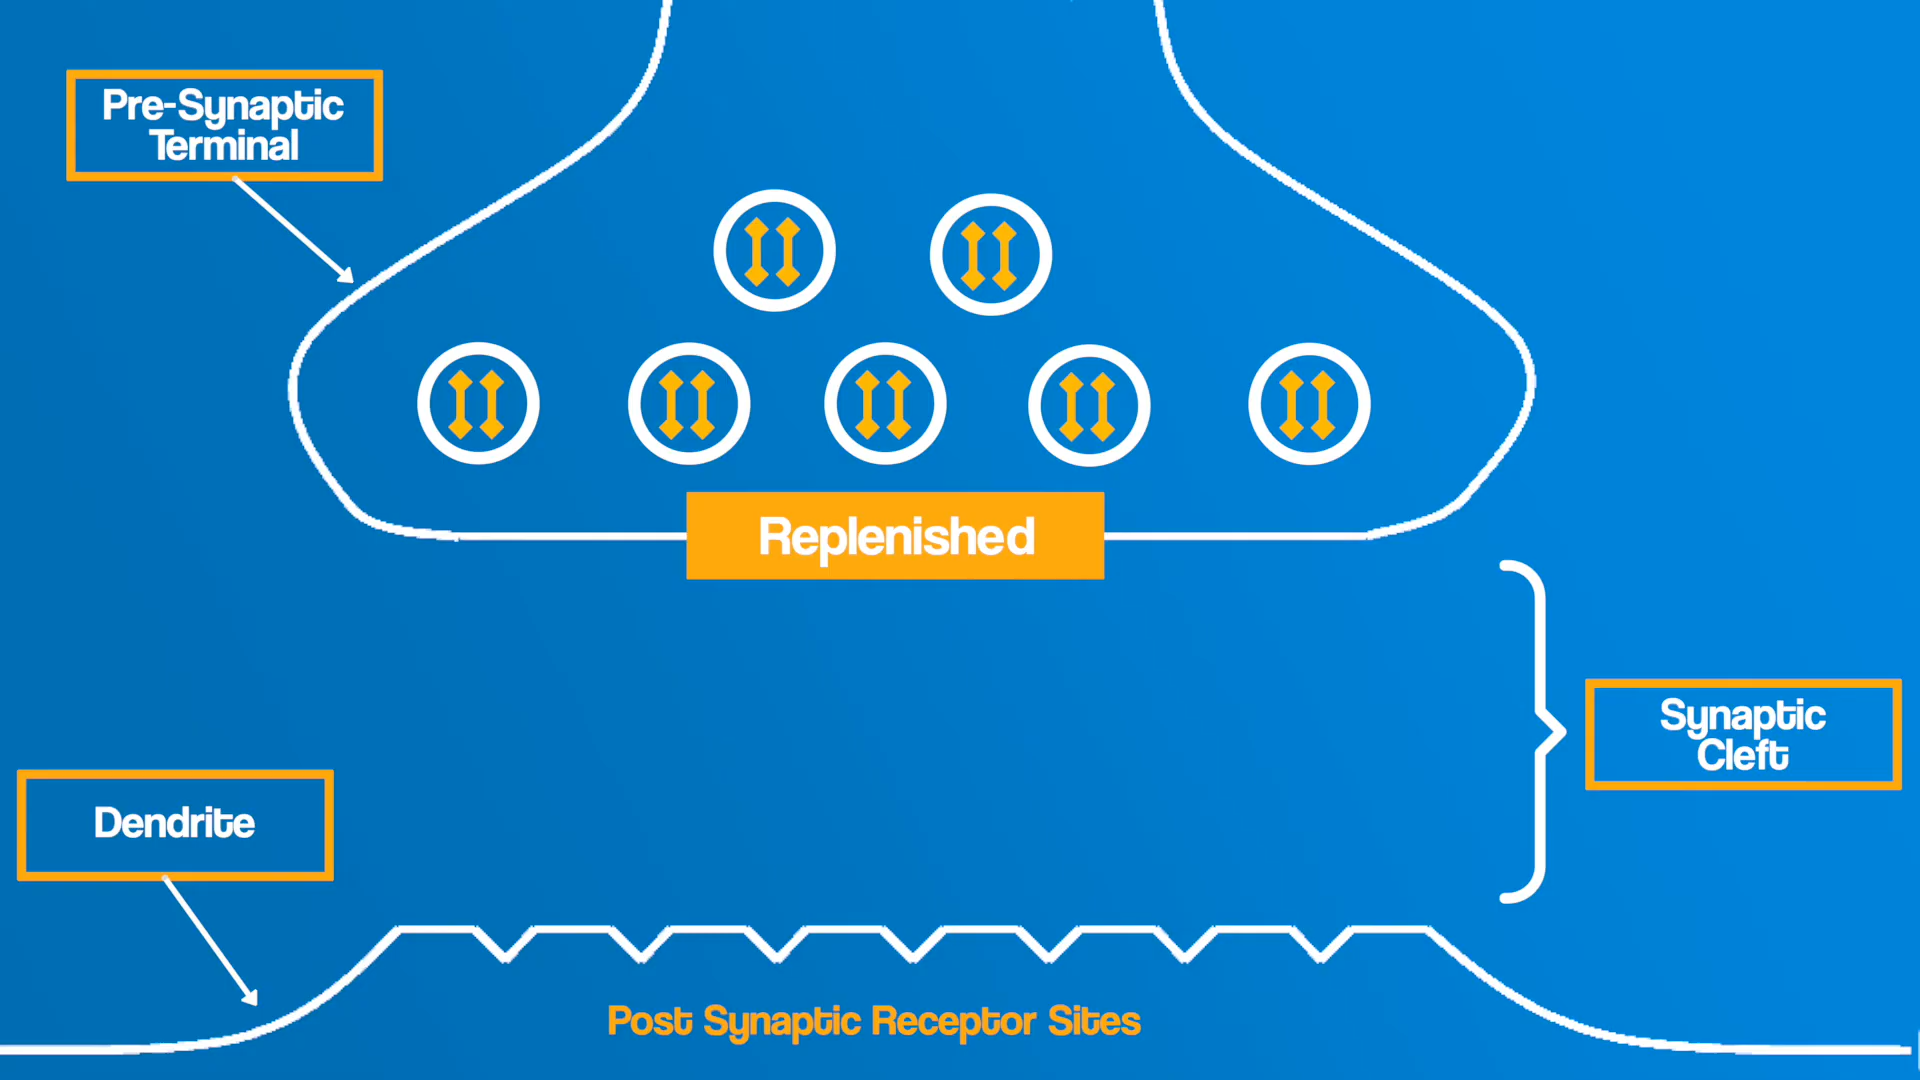 Pre-Synaptic
Terminal
Replenished
Synaptic
Cleft
Dendrite
Post Synaptic Receptor Sites